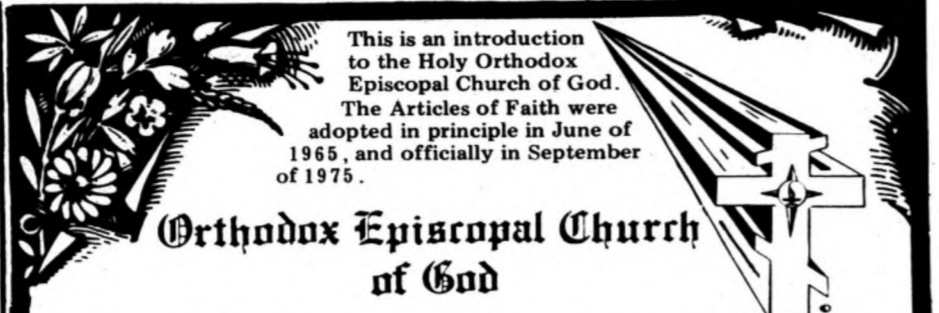 This is an introduction
to the Holy Orthodox
Episcopal Church of God.
The Articles of Faith were
adopted in principle in June of
1965, and officially in September
of 1975.
Orthodox Episcopal Church
of God